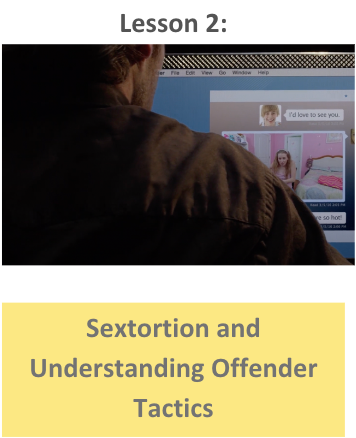 Lesson 2:
File Edit View Go Window Help
I'd love to see you.
re so hot!
Sextortion and
Understanding Offender
Tactics